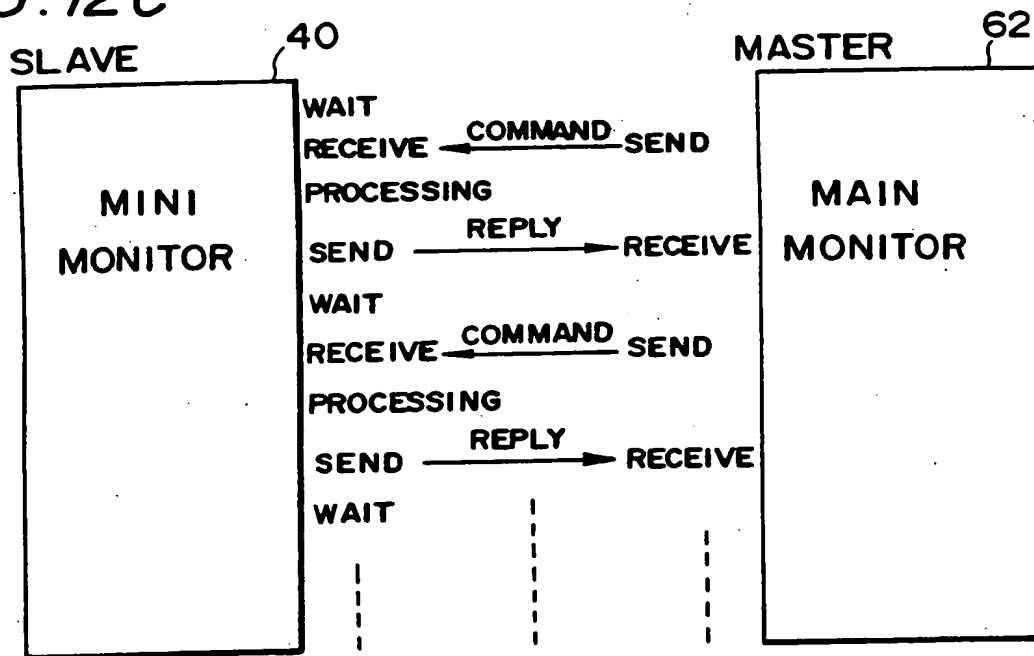 SLAVE 40 MASTER 62
WAIT
RECEIVE COMMAND SEND
MINI PROCESSING MAIN
MONITOR SEND REPLY RECEIVE MONITOR
WAIT
RECEIVE COMMAND SEND
PROCESSING
SEND REPLY RECEIVE
WAIT